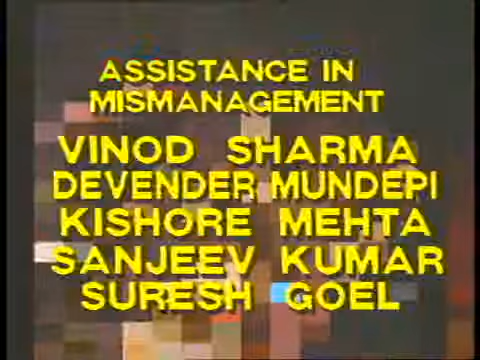 ASSISTANCE IN
MISMANAGEMENT
VINOD SHARMA
DEVENDER MUNDEPI
KISHORE MEHTA
SANJEEV KUMAR
SURESH GOEL